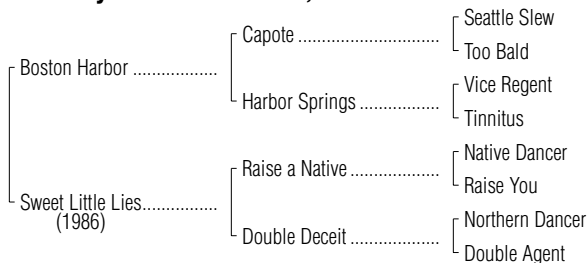 Seattle Slew
Capote
Too Bald
Boston Harbor
Vice Regent
Harbor Springs
Tinnitus
Native Dancer
Raise a Native
Raise You
Sweet Little Lies
(1986)
Northern Dancer
Double Deceit
Double Agent